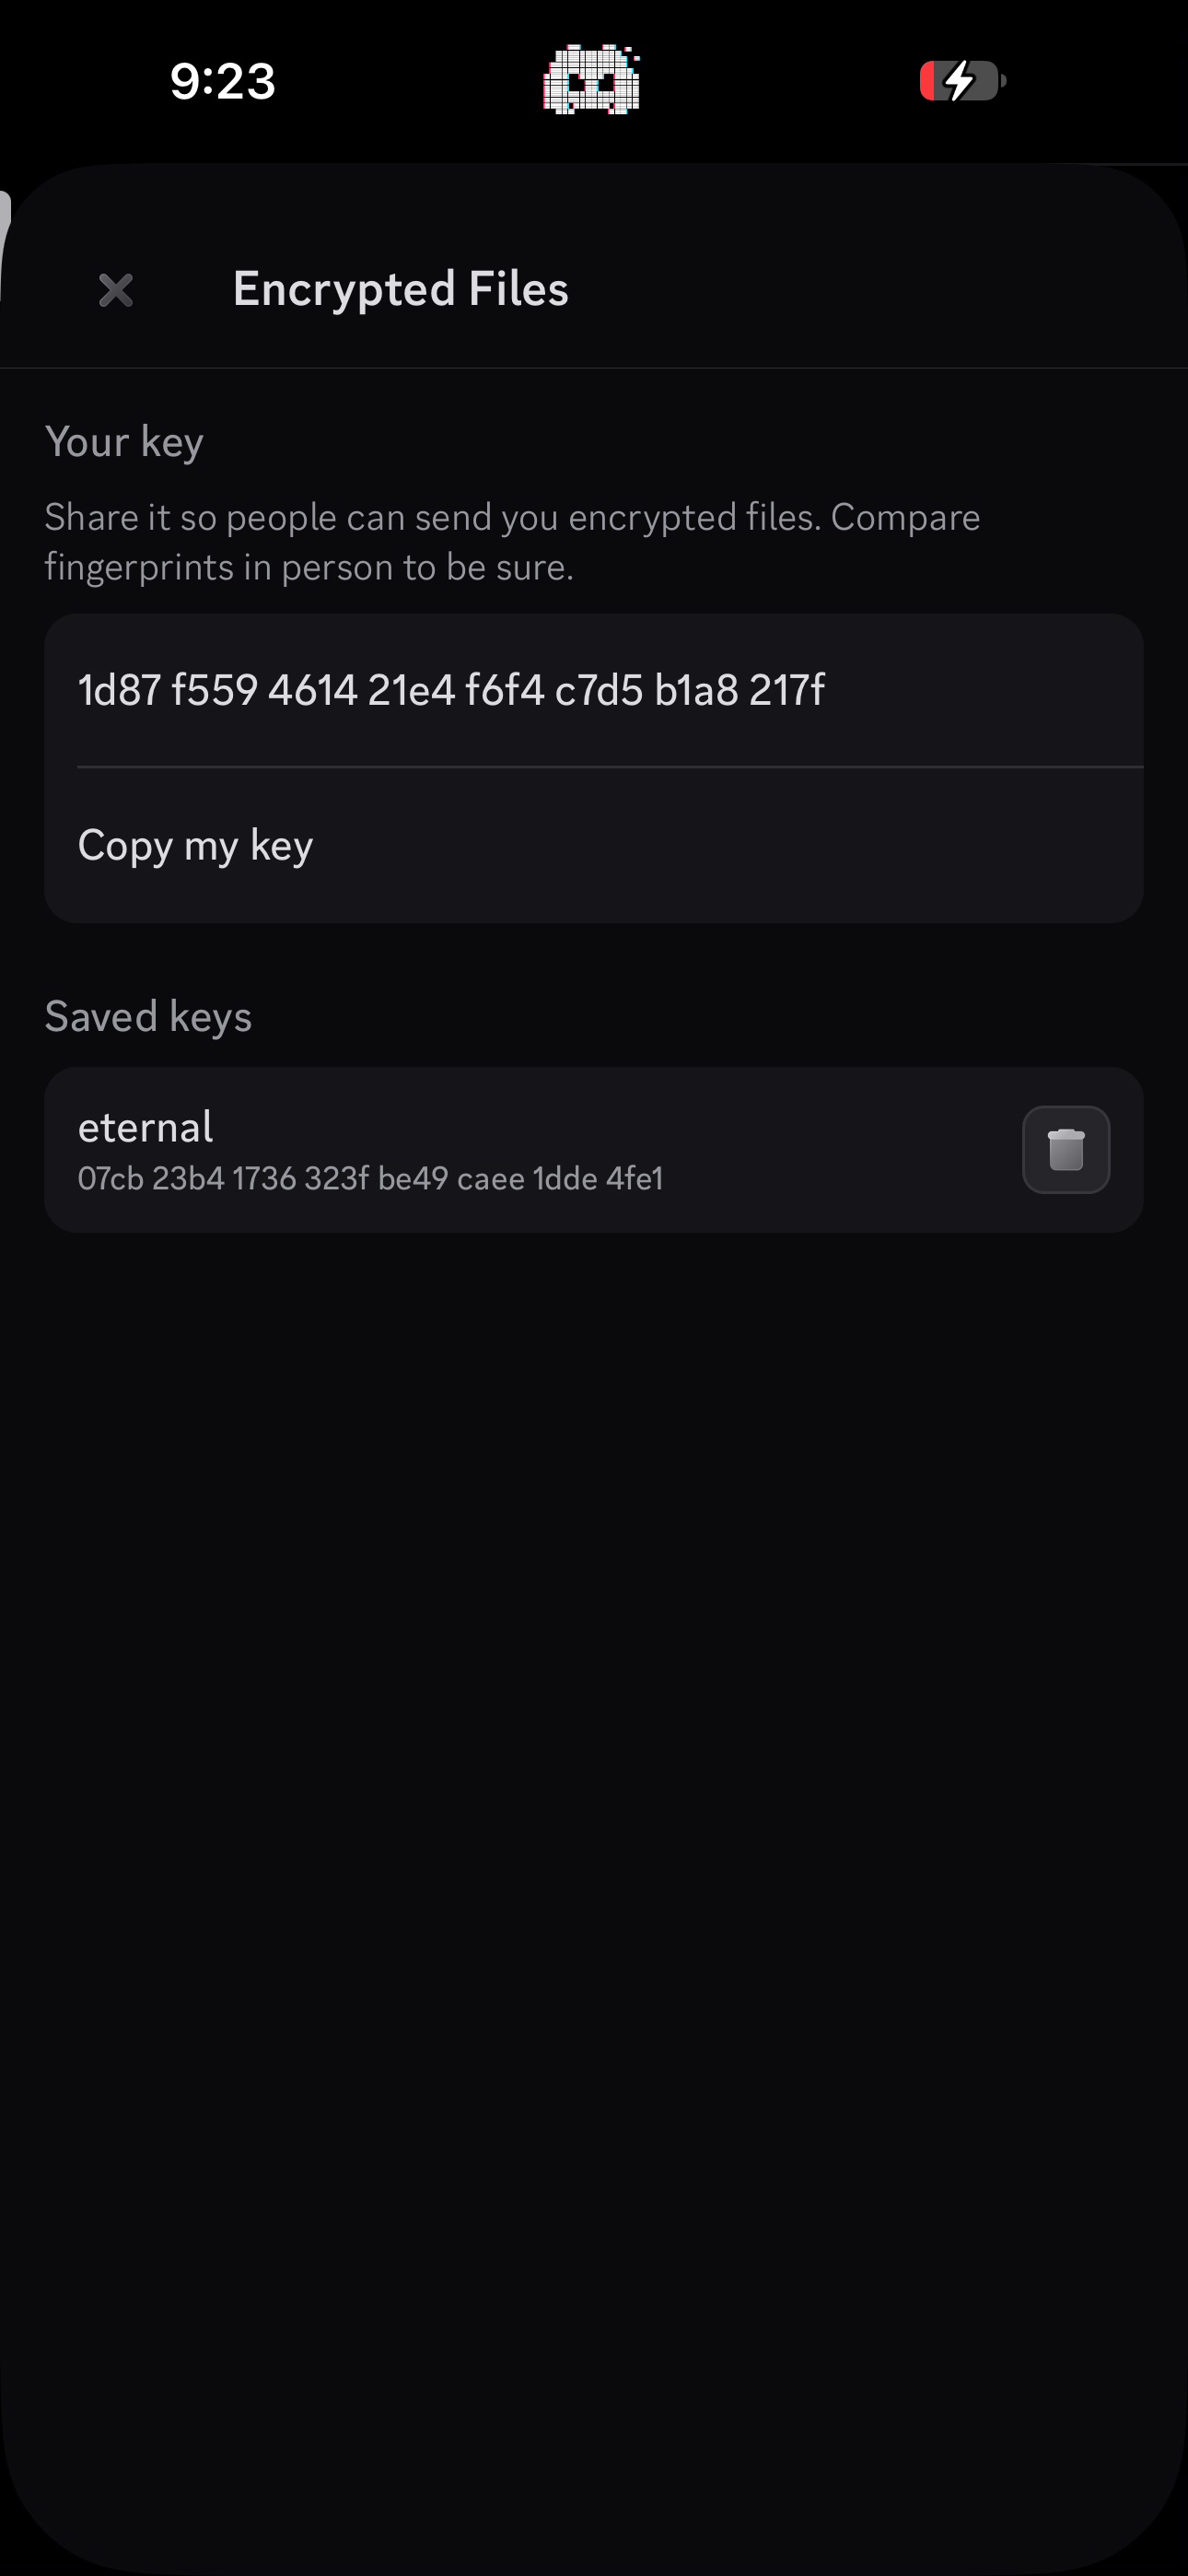 9:23
Encrypted Files
Your key
Share it so people can send you encrypted files. Compare
fingerprints in person to be sure.
1d87 f559 4614 21e4 f6f4 c7d5 b1a8 217f
Copy my key
Saved keys
eternal
07cb 23b4 1736 323f be49 caee 1dde 4fe1